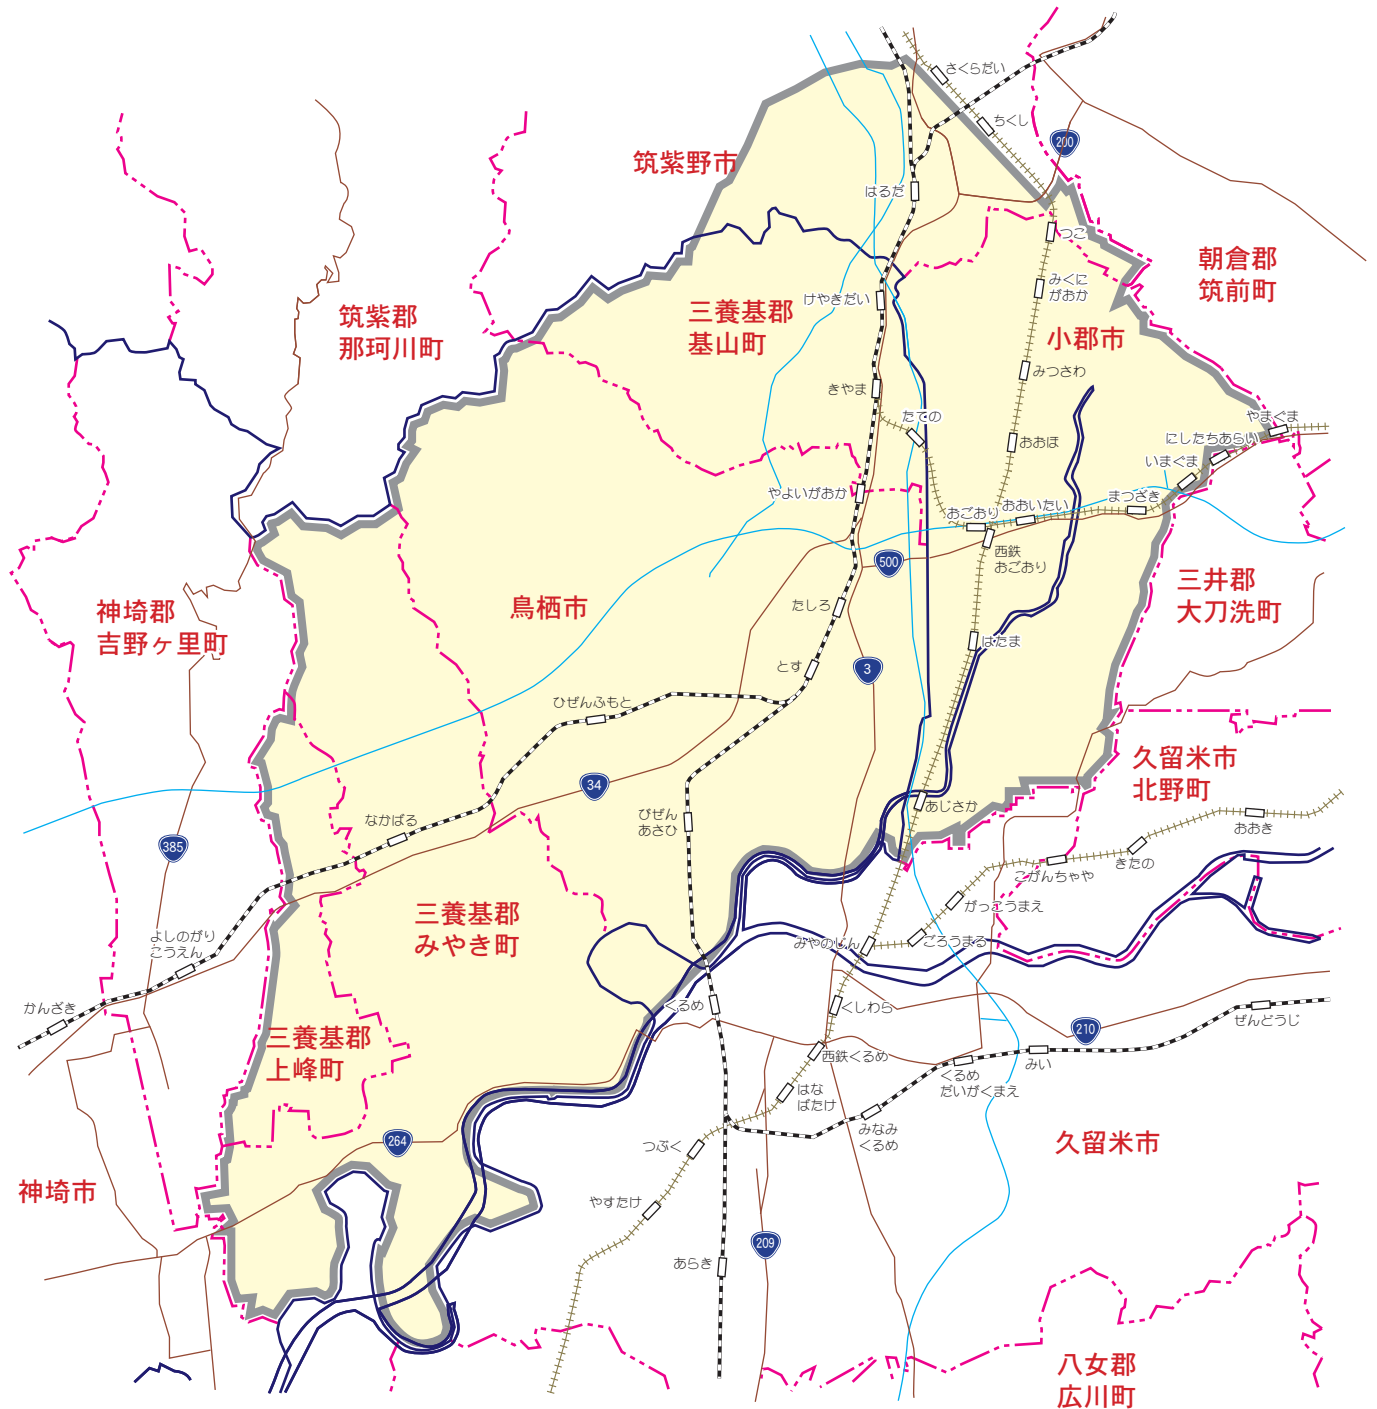 さくらだい
ちくし
200
筑紫野市
はるだ
つこ
朝倉郡
筑前町
みくに
がおか
けやきだい
三養基郡
基山町
筑紫郡
那珂川町
小郡市
みつさわ
きやま
たての
やまぐま
にしたちあらい
おおほ
いまぐま
やよいがおか
まつざき
おおいたい
おごおり
西鉄
おごおり
500
三井郡
大刀洗町
神埼郡
吉野ヶ里町
鳥栖市
たしろ
はたま
とす
3
ひぜんふもと
久留米市
北野町
34
あじさか
びぜん
あさひ
なかばる
おおき
385
きたの
こがんちゃや
三養基郡
みやき町
がっこうまえ
よしのがり
こうえん
みやのじん
ごろうまる
かんざき
くるめ
くしわら
ぜんどうじ
210
三養基郡
上峰町
西鉄くるめ
みい
くるめ
だいがくまえ
はな
ばたけ
みなみ
くるめ
264
つぶく
久留米市
神埼市
やすたけ
209
あらき
八女郡
広川町